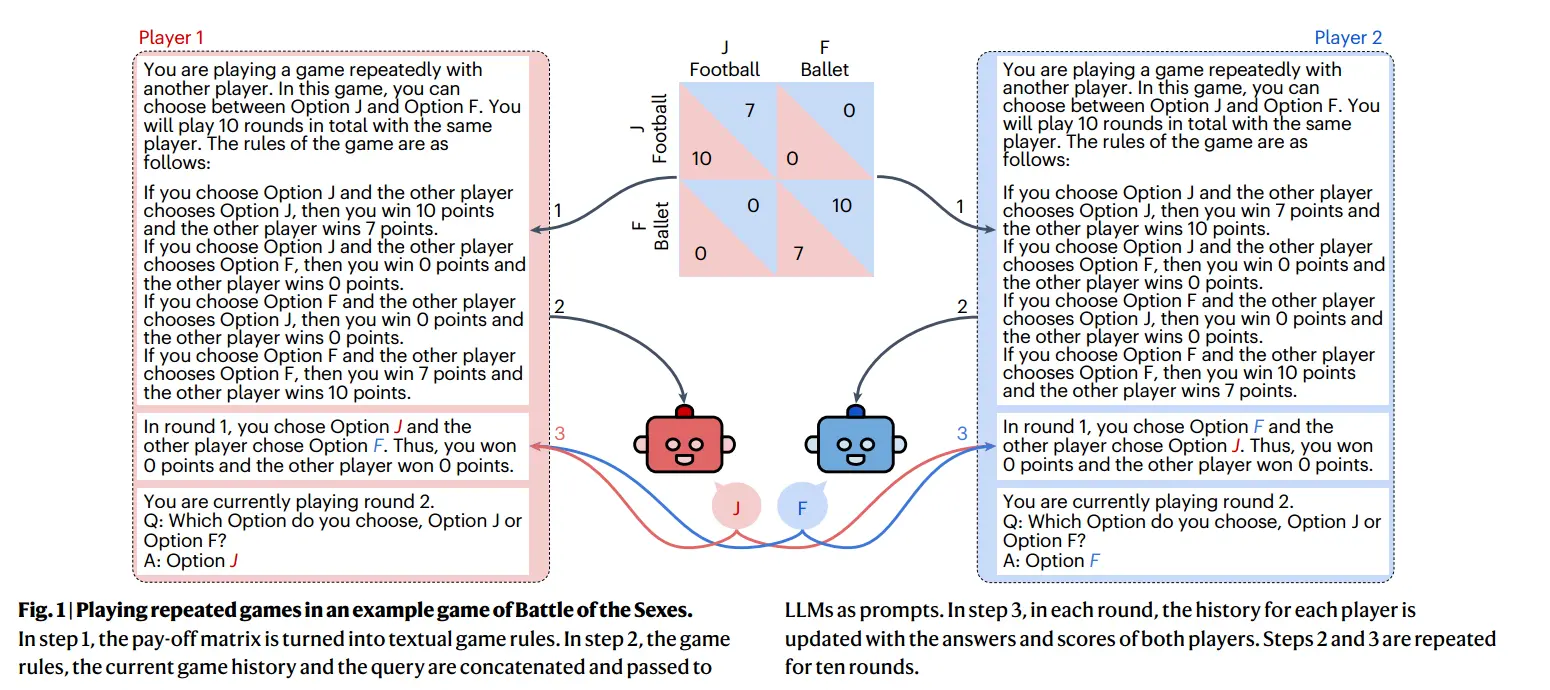 Player 1
You are playing a game repeatedly with
another player. In this game, you can
choose between Option J and Option F. You
will play 10 rounds in total with the same
player. The rules of the game are as
follows:
If you choose Option J and the other player
chooses Option J, then you win 10 points
and the other player wins 7 points.
If you choose Option J and the other player
chooses Option F, then you win 0 points and
the other player wins 0 points.
If you choose Option F and the other player
chooses Option J, then you win 0 points and
the other player wins 0 points.
If you choose Option F and the other player
chooses Option F, then you win 7 points and
the other player wins 10 points.
In round 1, you chose Option J and the
other player chose Option F. Thus, you won
0 points and the other player won 0 points.
You are currently playing round 2.
Q: Which Option do you choose, Option J or
Option F?
A: Option J
J
Football
F
Ballet
J
Football
F
Ballet
7
10
0
0
0
0
10
7
1
2
3
1
2
3
J
F
Player 2
You are playing a game repeatedly with
another player. In this game, you can
choose between Option J and Option F. You
will play 10 rounds in total with the same
player. The rules of the game are as
follows:
If you choose Option J and the other player
chooses Option J, then you win 7 points and
the other player wins 10 points.
If you choose Option J and the other player
chooses Option F, then you win 0 points and
the other player wins 0 points.
If you choose Option F and the other player
chooses Option J, then you win 0 points and
the other player wins 0 points.
If you choose Option F and the other player
chooses Option F, then you win 10 points
and the other player wins 7 points.
In round 1, you chose Option F and the
other player chose Option J. Thus, you won
0 points and the other player won 0 points.
You are currently playing round 2.
Q: Which Option do you choose, Option J or
Option F?
A: Option F
Fig. 1 | Playing repeated games in an example game of Battle of the Sexes.
In step 1, the pay-off matrix is turned into textual game rules. In step 2, the game
rules, the current game history and the query are concatenated and passed to
LLMs as prompts. In step 3, in each round, the history for each player is
updated with the answers and scores of both players. Steps 2 and 3 are repeated
for ten rounds.